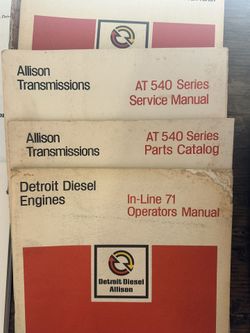 Allison
Transmissions
AT 540 Series
Service Manual
Allison
Transmissions
AT 540 Series
Parts Catalog
Detroit Diesel
Engines
In-Line 71
Operators Manual
Detroit Diesel
Allison